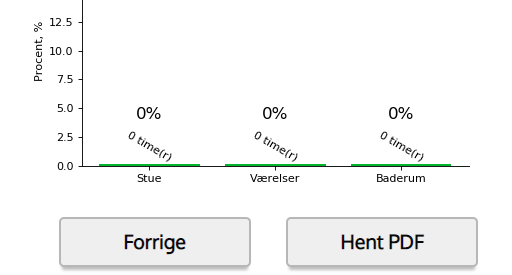 Procent, %
12.5
10.0
7.5
5.0
2.5
0.0
0% 0% 0%
0 time(r) 0 time(r) 0 time(r)
Stue Værelser Baderum
Forrige Hent PDF